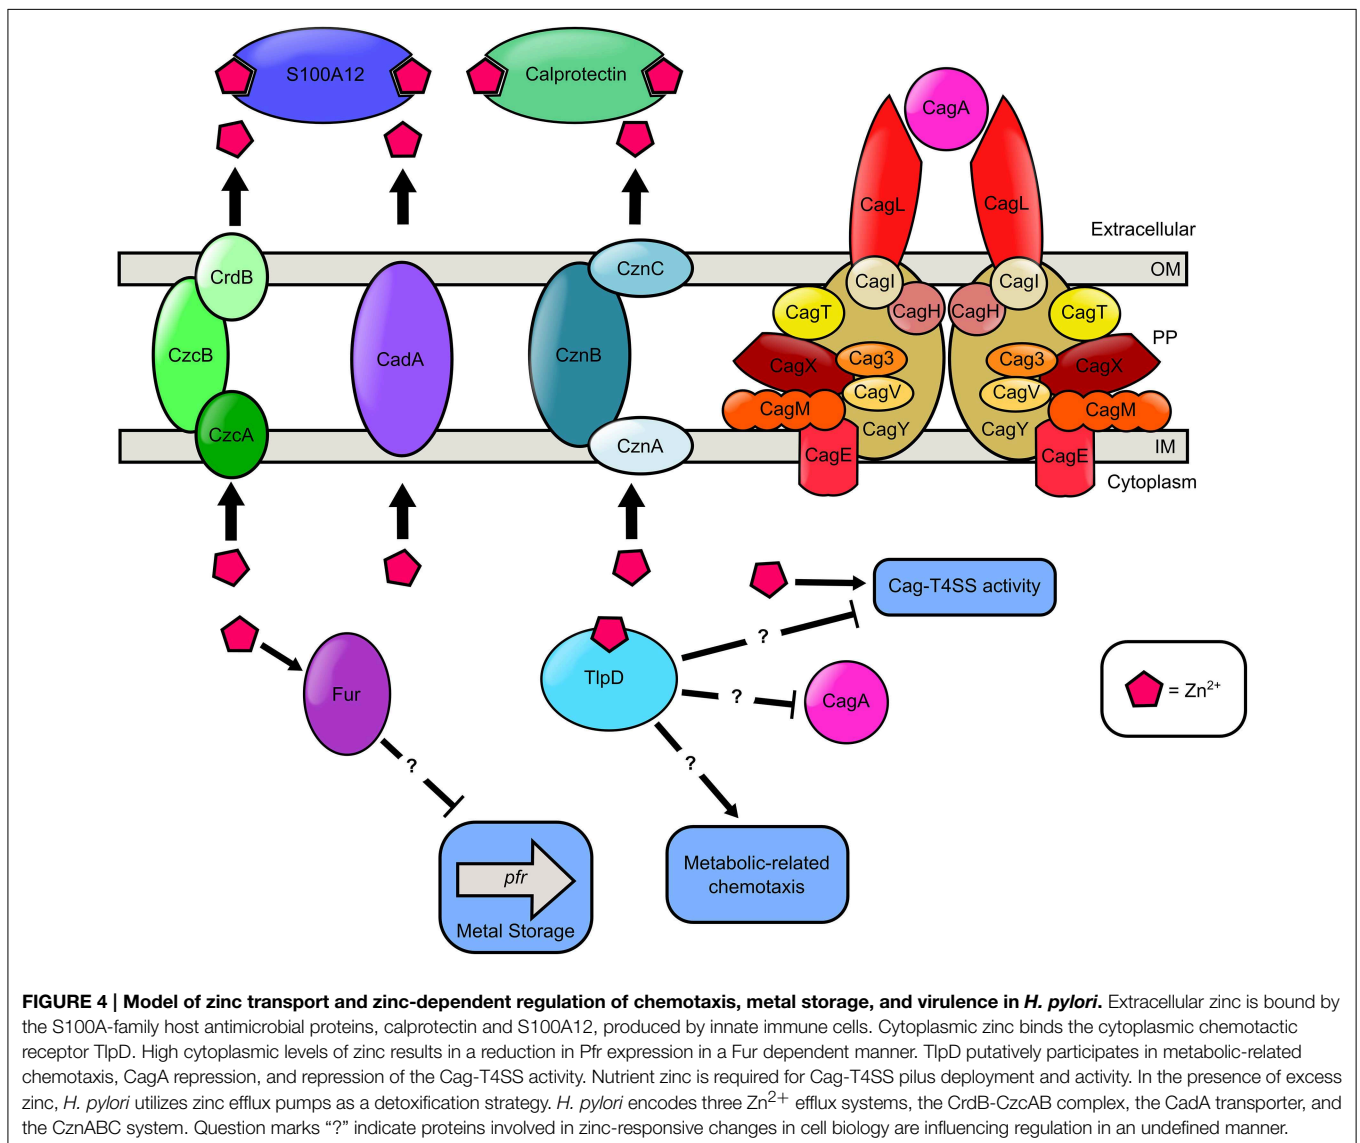 S100A12
Calprotectin
CagA
CagL
CagL
Extracellular
OM
CrdB
CznC
CagI
CagI
CagT
CagH
CagH
CagT
PP
CzcB
CadA
CznB
CagX
Cag3
Cag3
CagX
CagV
CagV
CagM
CagM
CagY
CagY
CzcA
CznA
CagE
CagE
IM
Cytoplasm
Cag-T4SS activity
?
TlpD
?
CagA
= Zn²⁺
Fur
?
?
pfr
Metal Storage
Metabolic-related
chemotaxis
FIGURE 4 | Model of zinc transport and zinc-dependent regulation of chemotaxis, metal storage, and virulence in H. pylori. Extracellular zinc is bound by
the S100A-family host antimicrobial proteins, calprotectin and S100A12, produced by innate immune cells. Cytoplasmic zinc binds the cytoplasmic chemotactic
receptor TlpD. High cytoplasmic levels of zinc results in a reduction in Pfr expression in a Fur dependent manner. TlpD putatively participates in metabolic-related
chemotaxis, CagA repression, and repression of the Cag-T4SS activity. Nutrient zinc is required for Cag-T4SS pilus deployment and activity. In the presence of excess
zinc, H. pylori utilizes zinc efflux pumps as a detoxification strategy. H. pylori encodes three Zn²⁺ efflux systems, the CrdB-CzcAB complex, the CadA transporter, and
the CznABC system. Question marks “?” indicate proteins involved in zinc-responsive changes in cell biology are influencing regulation in an undefined manner.